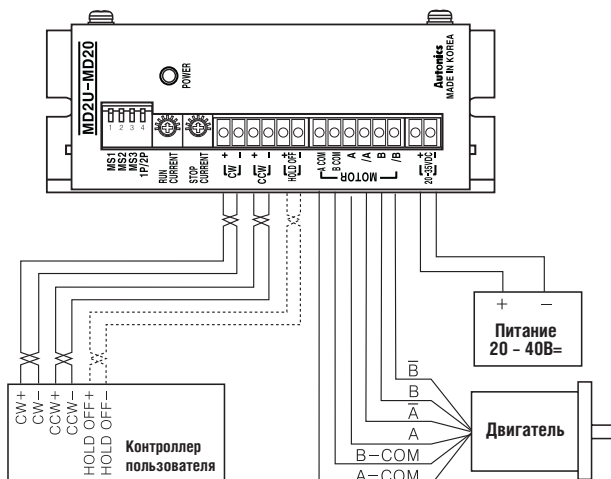 MD2U-MD20
POWER
Autonics
MADE IN KOREA
1 2 3 4
MS1
MS2
MS3
1P/2P
RUN
CURRENT
STOP
CURRENT
+ CW -
+ CCW -
+ HOLD OFF -
A COM
B COM
A
/A
B
/B
MOTOR
+ 20-35VDC -
+ −
Питание
20 - 40В=
CW+
CW-
CCW+
CCW-
HOLD OFF+
HOLD OFF-
Контроллер
пользователя
B̅
B
A̅
A
B-COM
A-COM
Двигатель